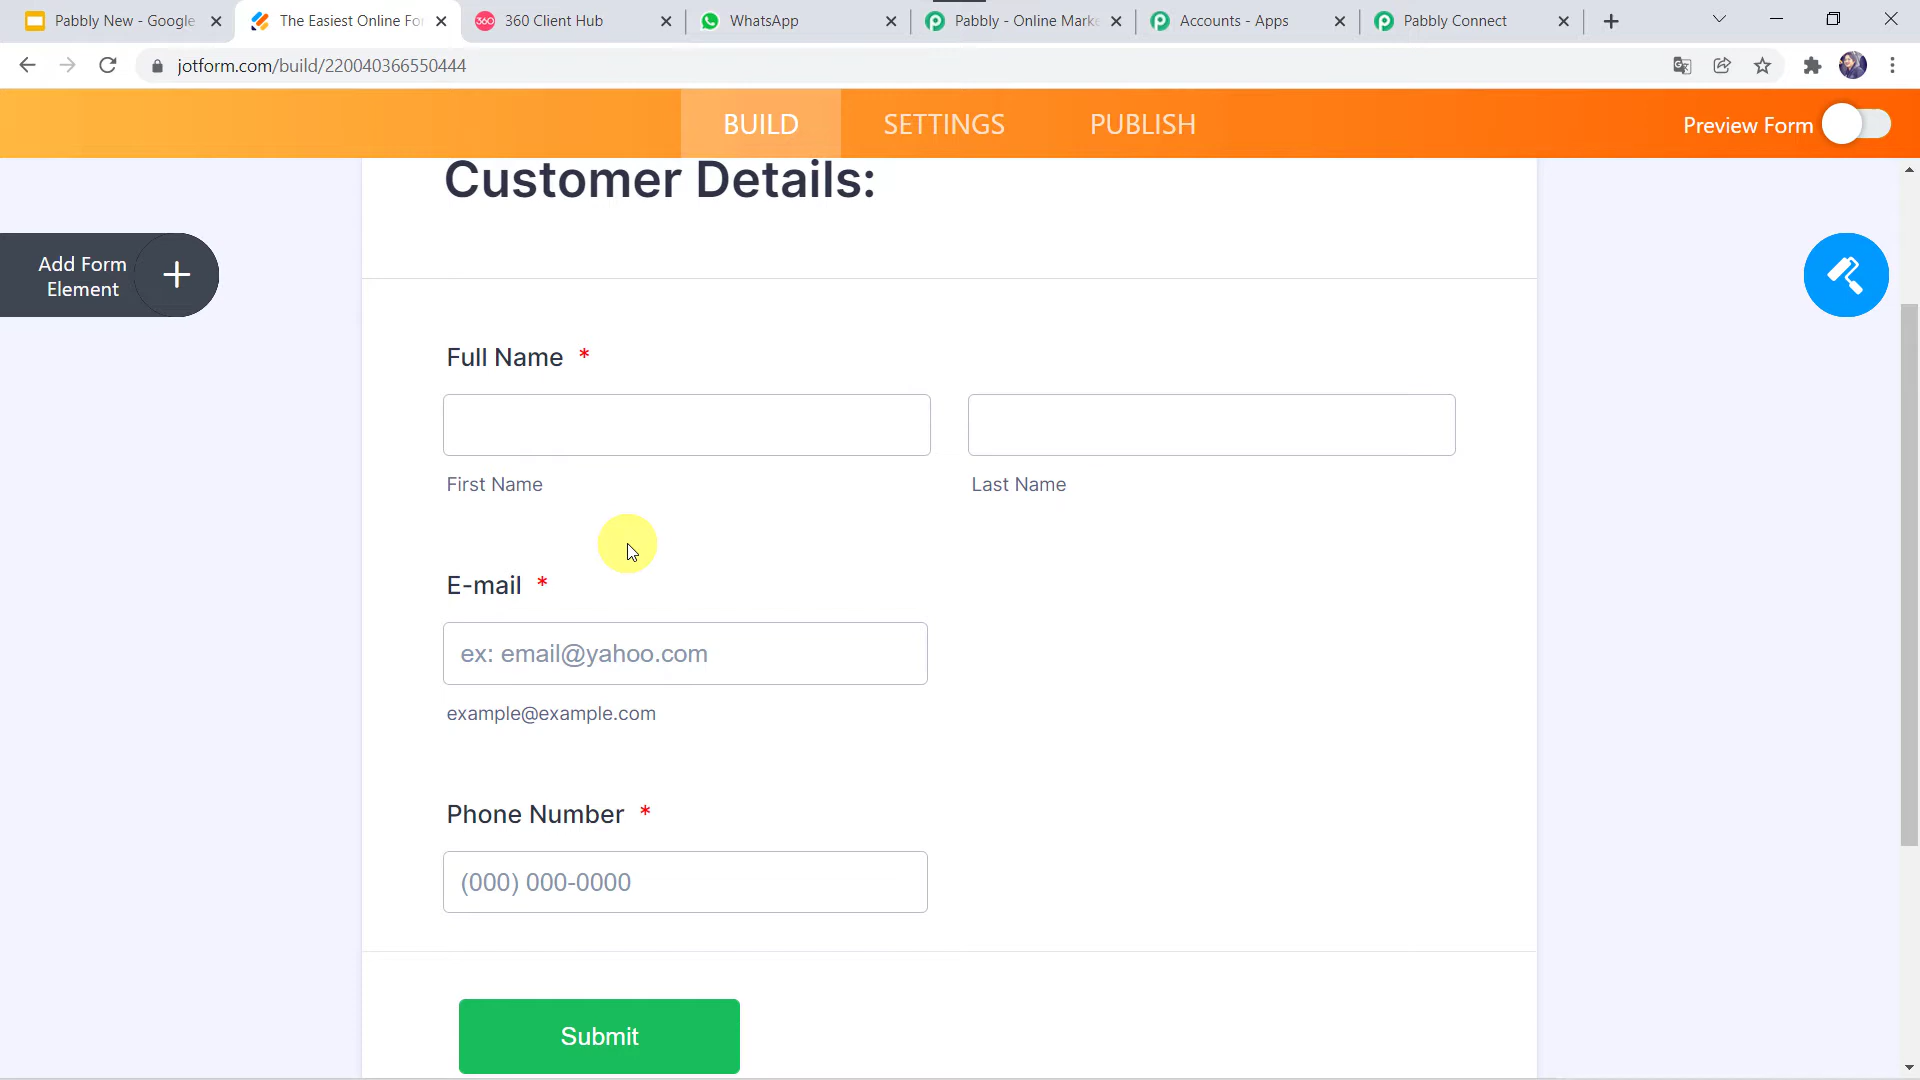 Pabbly New - Google
The Easiest Online Fo
360 Client Hub
WhatsApp
Pabbly - Online Marke
Accounts - Apps
Pabbly Connect
jotform.com/build/220040366550444
BUILD
SETTINGS
PUBLISH
Preview Form
Customer Details:
Add Form
Element
Full Name *
First Name
Last Name
E-mail *
ex: email@yahoo.com
example@example.com
Phone Number *
(000) 000-0000
Submit